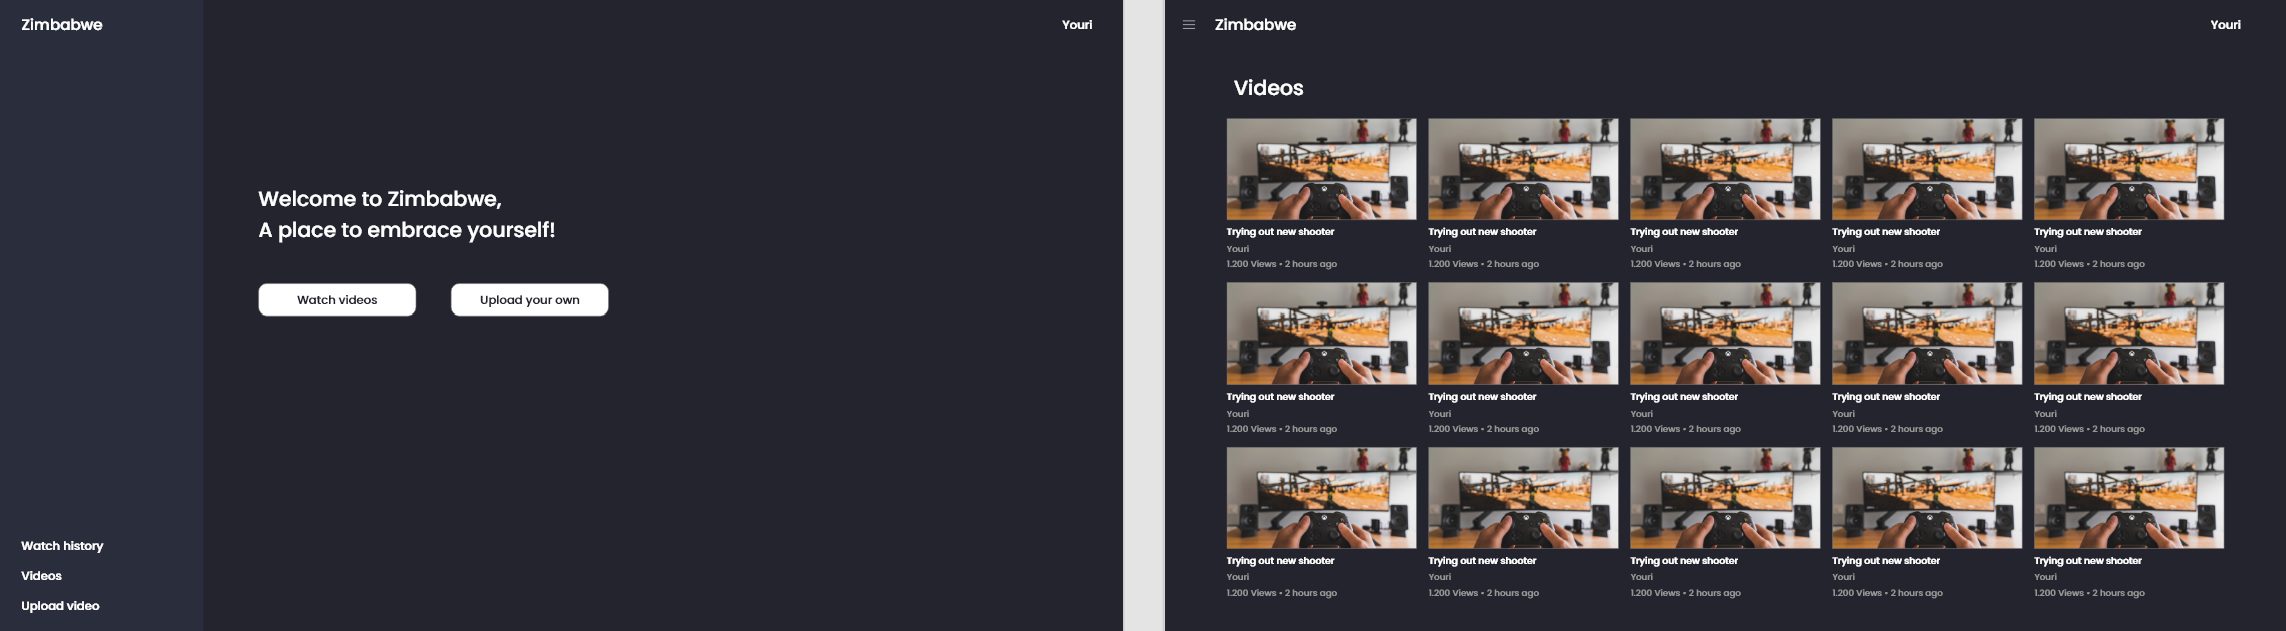 Zimbabwe
Youri
Welcome to Zimbabwe,
A place to embrace yourself!
Watch videos
Upload your own
Watch history
Videos
Upload video
Zimbabwe
Youri
Videos
Trying out new shooter
Youri
1.200 Views • 2 hours ago
Trying out new shooter
Youri
1.200 Views • 2 hours ago
Trying out new shooter
Youri
1.200 Views • 2 hours ago
Trying out new shooter
Youri
1.200 Views • 2 hours ago
Trying out new shooter
Youri
1.200 Views • 2 hours ago
Trying out new shooter
Youri
1.200 Views • 2 hours ago
Trying out new shooter
Youri
1.200 Views • 2 hours ago
Trying out new shooter
Youri
1.200 Views • 2 hours ago
Trying out new shooter
Youri
1.200 Views • 2 hours ago
Trying out new shooter
Youri
1.200 Views • 2 hours ago
Trying out new shooter
Youri
1.200 Views • 2 hours ago
Trying out new shooter
Youri
1.200 Views • 2 hours ago
Trying out new shooter
Youri
1.200 Views • 2 hours ago
Trying out new shooter
Youri
1.200 Views • 2 hours ago
Trying out new shooter
Youri
1.200 Views • 2 hours ago